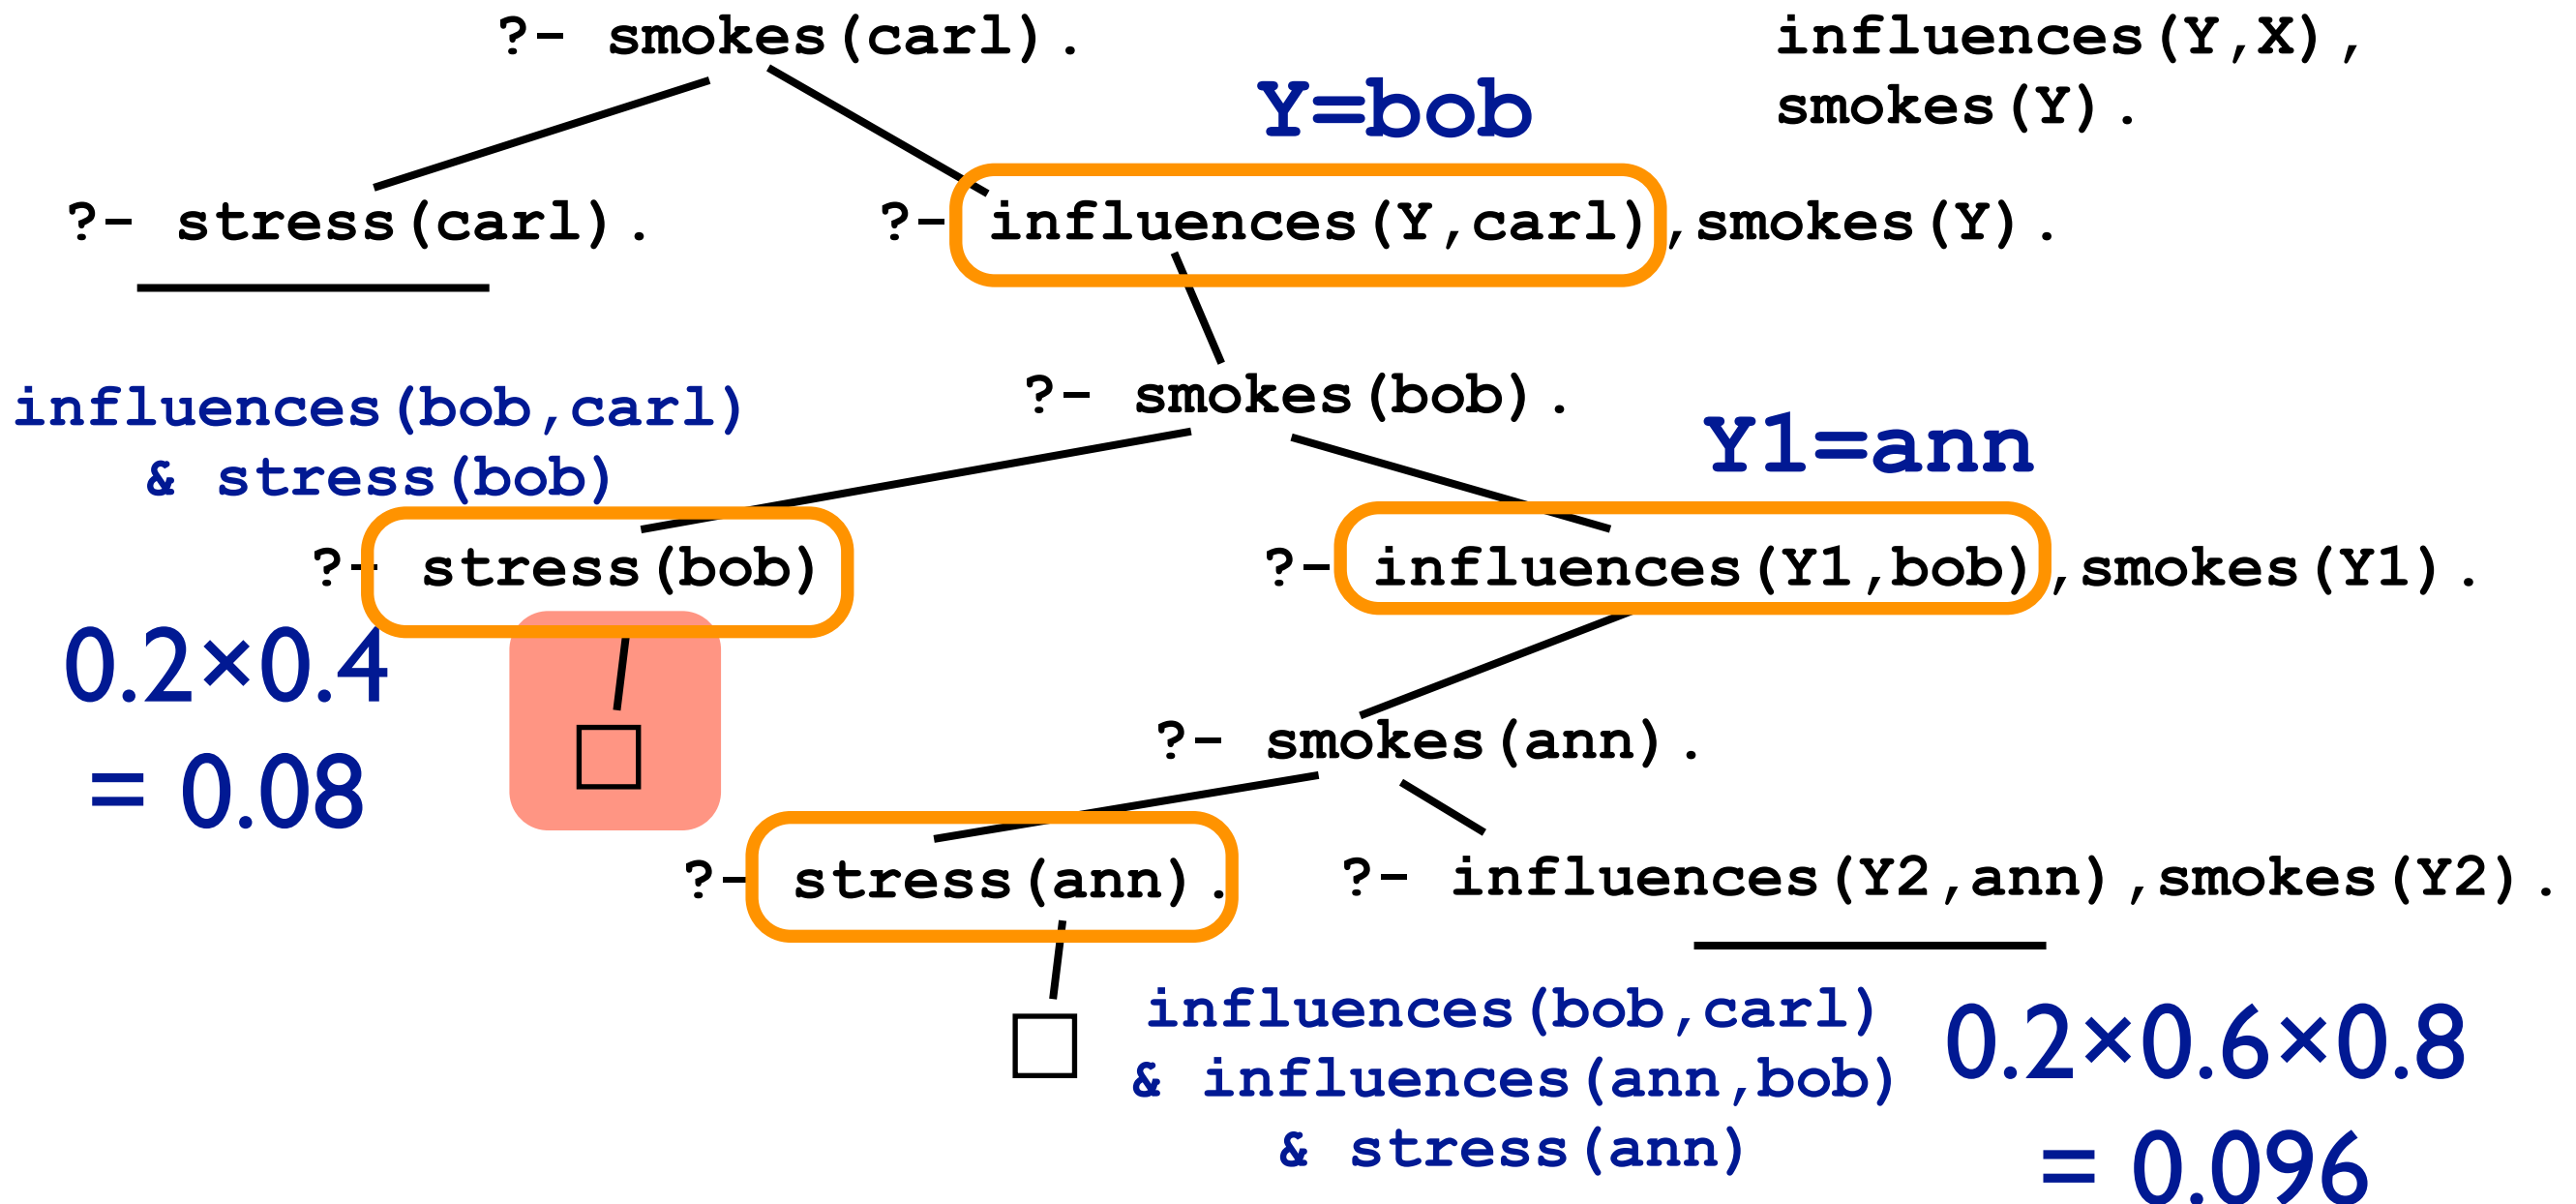 ?- smokes(carl).
influences(Y,X),
smokes(Y).
Y=bob
?- stress(carl).
?- influences(Y,carl),smokes(Y).
influences(bob,carl)
& stress(bob)
?- smokes(bob).
Y1=ann
?- stress(bob)
?- influences(Y1,bob),smokes(Y1).
0.2×0.4
= 0.08
?- smokes(ann).
?- stress(ann).
?- influences(Y2,ann),smokes(Y2).
influences(bob,carl)
& influences(ann,bob)
& stress(ann)
0.2×0.6×0.8
= 0.096